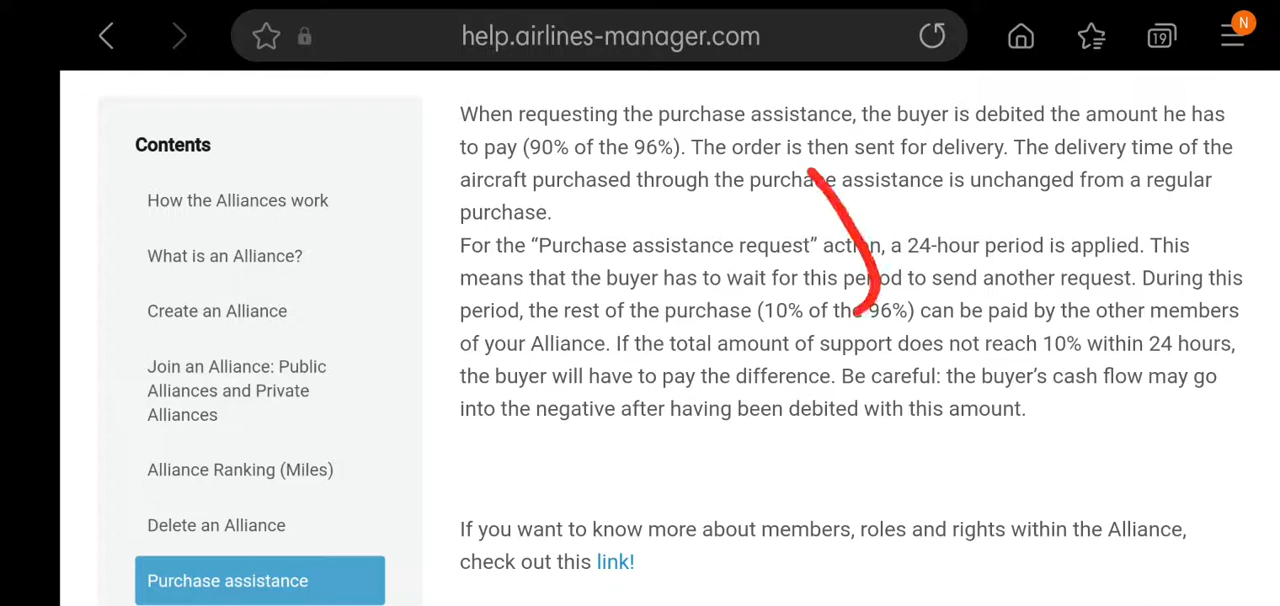 help.airlines-manager.com
19
N
Contents
How the Alliances work
What is an Alliance?
Create an Alliance
Join an Alliance: Public
Alliances and Private
Alliances
Alliance Ranking (Miles)
Delete an Alliance
Purchase assistance
When requesting the purchase assistance, the buyer is debited the amount he has
to pay (90% of the 96%). The order is then sent for delivery. The delivery time of the
aircraft purchased through the purchase assistance is unchanged from a regular
purchase.
For the “Purchase assistance request” action, a 24-hour period is applied. This
means that the buyer has to wait for this period to send another request. During this
period, the rest of the purchase (10% of the 96%) can be paid by the other members
of your Alliance. If the total amount of support does not reach 10% within 24 hours,
the buyer will have to pay the difference. Be careful: the buyer’s cash flow may go
into the negative after having been debited with this amount.
If you want to know more about members, roles and rights within the Alliance,
check out this link!